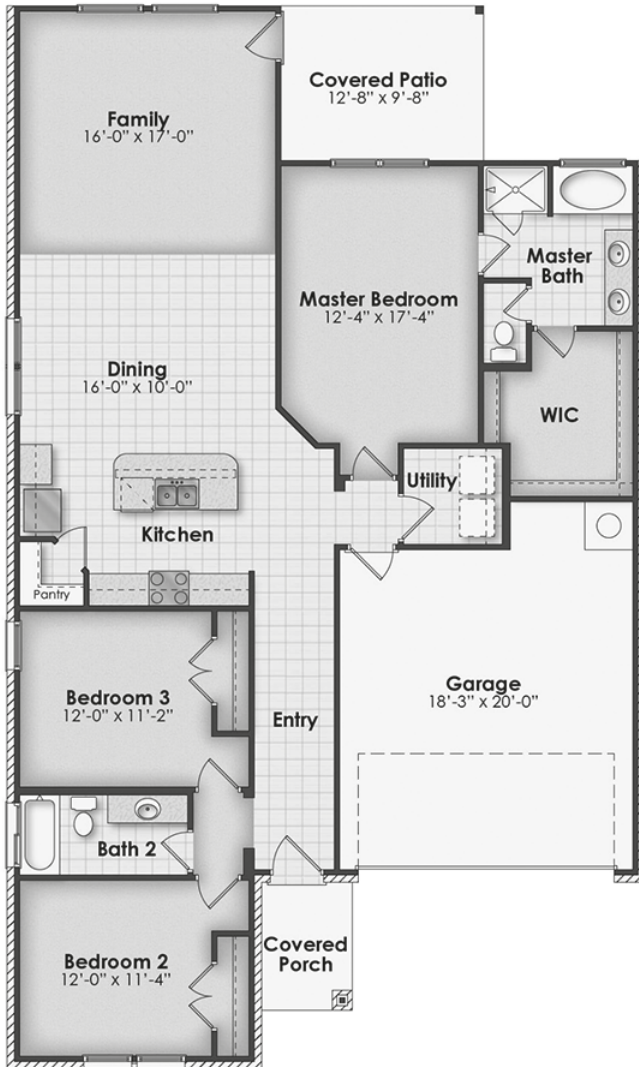 Family
16'-0" x 17'-0"
Covered Patio
12'-8" x 9'-8"
Master Bedroom
12'-4" x 17'-4"
Master
Bath
Dining
16'-0" x 10'-0"
WIC
Utility
Kitchen
Pantry
Bedroom 3
12'-0" x 11'-2"
Entry
Garage
18'-3" x 20'-0"
Bath 2
Bedroom 2
12'-0" x 11'-4"
Covered
Porch